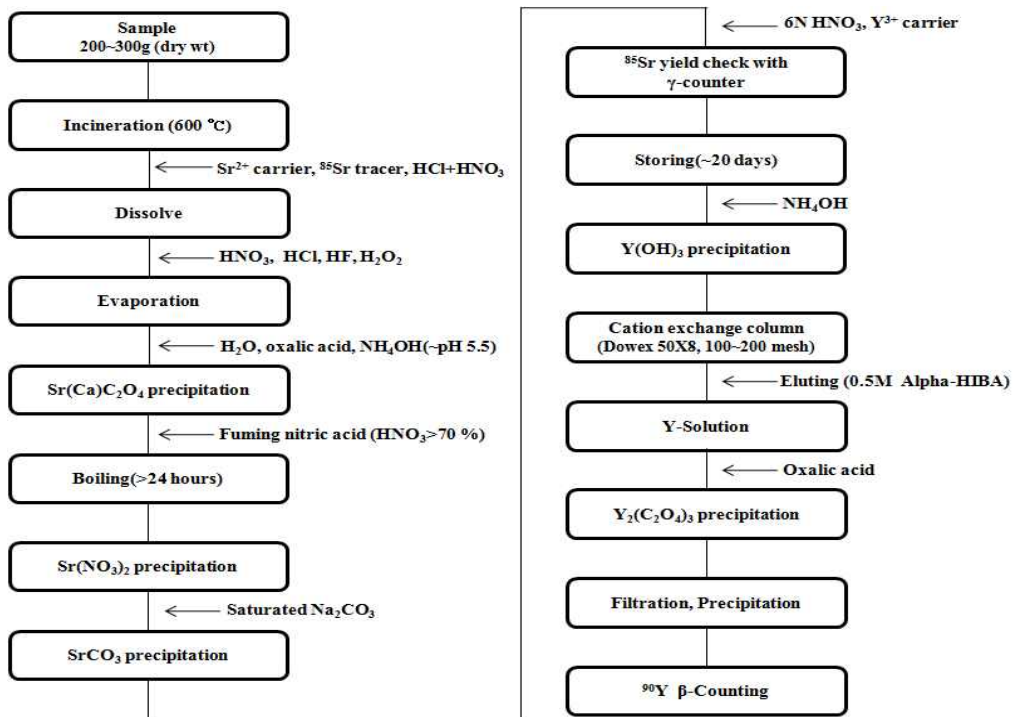 Sample
200~300g (dry wt)
Incineration (600 ℃)
Sr²⁺ carrier, ⁸⁵Sr tracer, HCl+HNO₃
Dissolve
HNO₃, HCl, HF, H₂O₂
Evaporation
H₂O, oxalic acid, NH₄OH(~pH 5.5)
Sr(Ca)C₂O₄ precipitation
Fuming nitric acid (HNO₃>70 %)
Boiling(>24 hours)
Sr(NO₃)₂ precipitation
Saturated Na₂CO₃
SrCO₃ precipitation
6N HNO₃, Y³⁺ carrier
⁸⁵Sr yield check with
γ-counter
Storing(~20 days)
NH₄OH
Y(OH)₃ precipitation
Cation exchange column
(Dowex 50X8, 100~200 mesh)
Eluting (0.5M Alpha-HIBA)
Y-Solution
Oxalic acid
Y₂(C₂O₄)₃ precipitation
Filtration, Precipitation
⁹⁰Y β-Counting